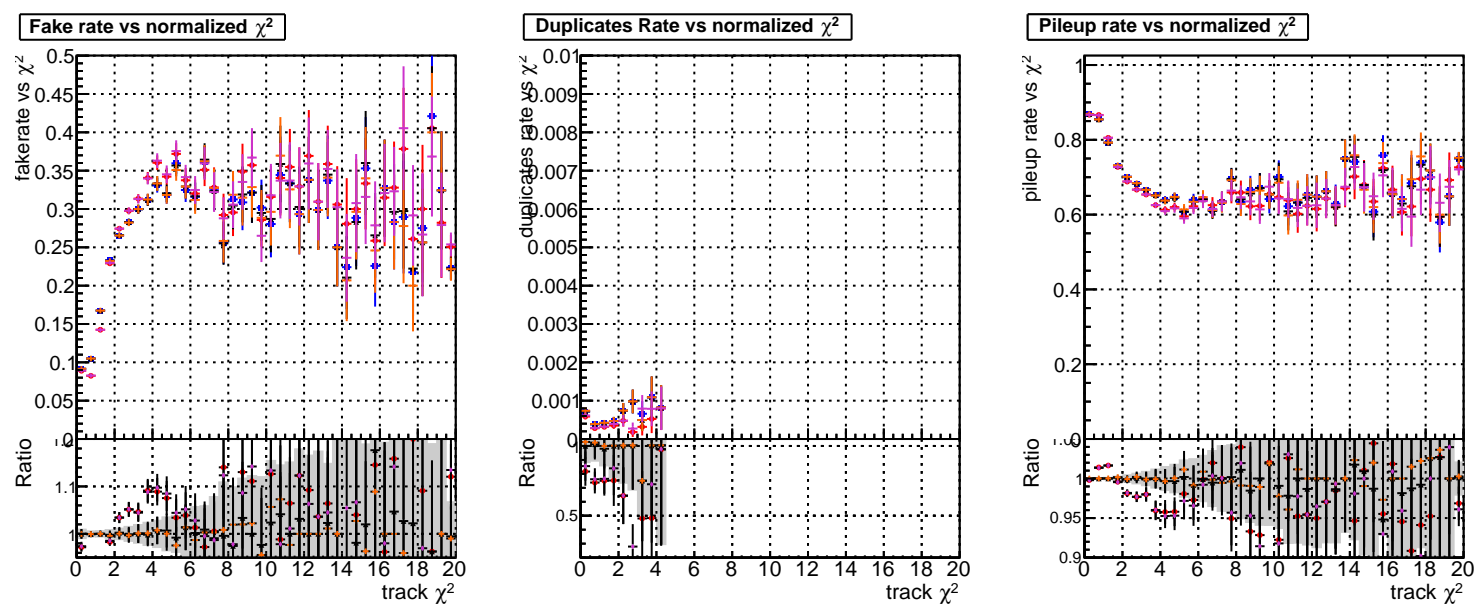 Fake rate vs normalized χ²
fakerate vs χ²
0.5
0.45
0.4
0.35
0.3
0.25
0.2
0.15
0.1
0.05
0
Ratio
1.1
1
0 2 4 6 8 10 12 14 16 18 20
track χ²
Duplicates Rate vs normalized χ²
duplicates rate vs χ²
0.01
0.009
0.008
0.007
0.006
0.005
0.004
0.003
0.002
0.001
0
Ratio
0.5
0 2 4 6 8 10 12 14 16 18 20
track χ²
Pileup rate vs normalized χ²
pileup rate vs χ²
1
0.8
0.6
0.4
0.2
Ratio
1
0.95
0.9
0 2 4 6 8 10 12 14 16 18 20
track χ²